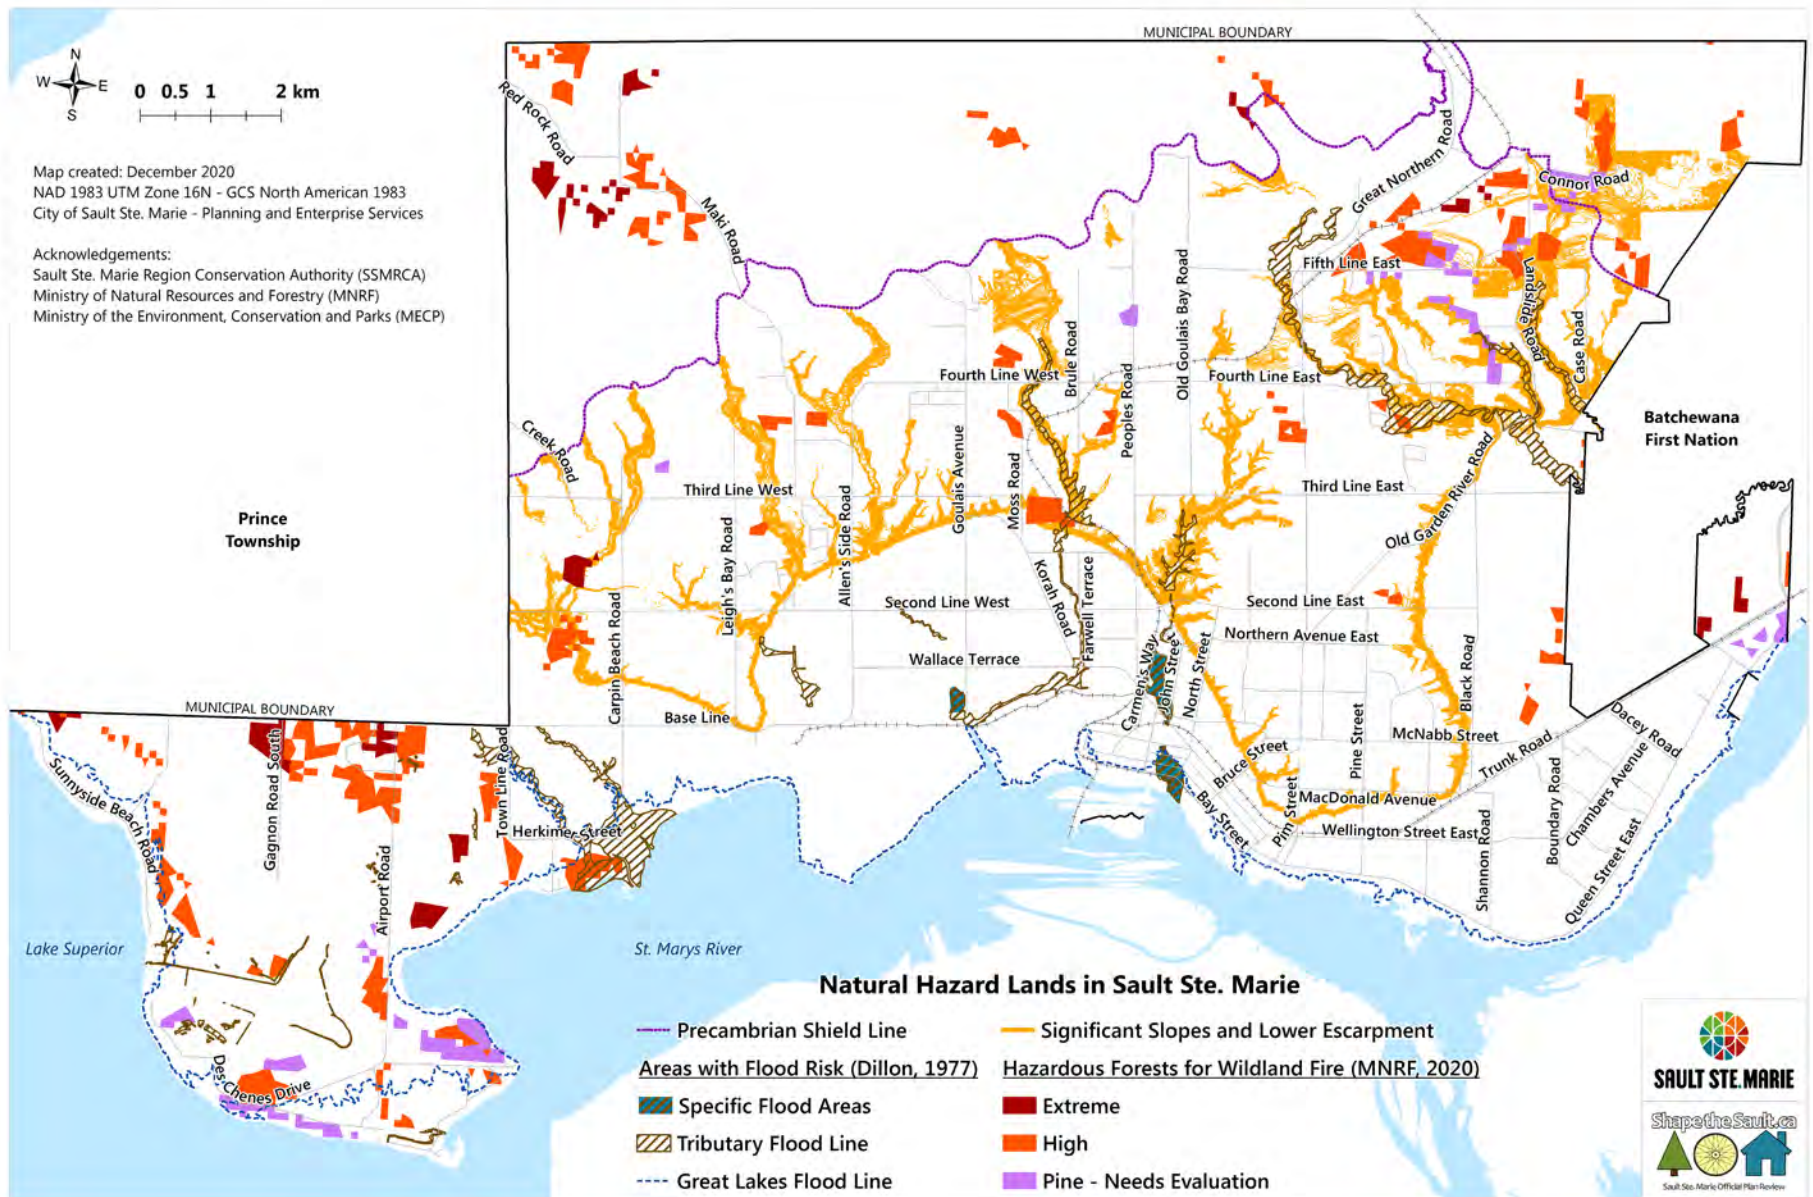 MUNICIPAL BOUNDARY
N
W E
S
0 0.5 1 2 km
Map created: December 2020
NAD 1983 UTM Zone 16N - GCS North American 1983
City of Sault Ste. Marie - Planning and Enterprise Services
Acknowledgements:
Sault Ste. Marie Region Conservation Authority (SSMRCA)
Ministry of Natural Resources and Forestry (MNRF)
Ministry of the Environment, Conservation and Parks (MECP)
Red Rock Road
Maki Road
Great Northern Road
Connor Road
Fifth Line East
Landslide Road
Case Road
Old Goulais Bay Road
Brule Road
Peoples Road
Fourth Line West
Fourth Line East
Batchewana
First Nation
Creek Road
Goulais Avenue
Moss Road
Third Line West
Third Line East
Old Garden River Road
Prince
Township
Leigh's Bay Road
Allen's Side Road
Korah Road
Farwell Terrace
Carpin Beach Road
Second Line West
Second Line East
Northern Avenue East
Wallace Terrace
Carmen's Way
John Street
North Street
Black Road
MUNICIPAL BOUNDARY
Base Line
Dacey Road
McNabb Street
Trunk Road
Pine Street
Bruce Street
Sunnyside Beach Road
Gagnon Road South
Town Line Road
Herkimer Street
Airport Road
Bay Street
Pim Street
MacDonald Avenue
Wellington Street East
Shannon Road
Boundary Road
Chambers Avenue
Queen Street East
Lake Superior
St. Marys River
Des Chenes Drive
Natural Hazard Lands in Sault Ste. Marie
Precambrian Shield Line
Significant Slopes and Lower Escarpment
Areas with Flood Risk (Dillon, 1977)
Hazardous Forests for Wildland Fire (MNRF, 2020)
Specific Flood Areas
Extreme
Tributary Flood Line
High
Great Lakes Flood Line
Pine - Needs Evaluation
SAULT STE.MARIE
ShapetheSault.ca
Sault Ste. Marie Official Plan Review